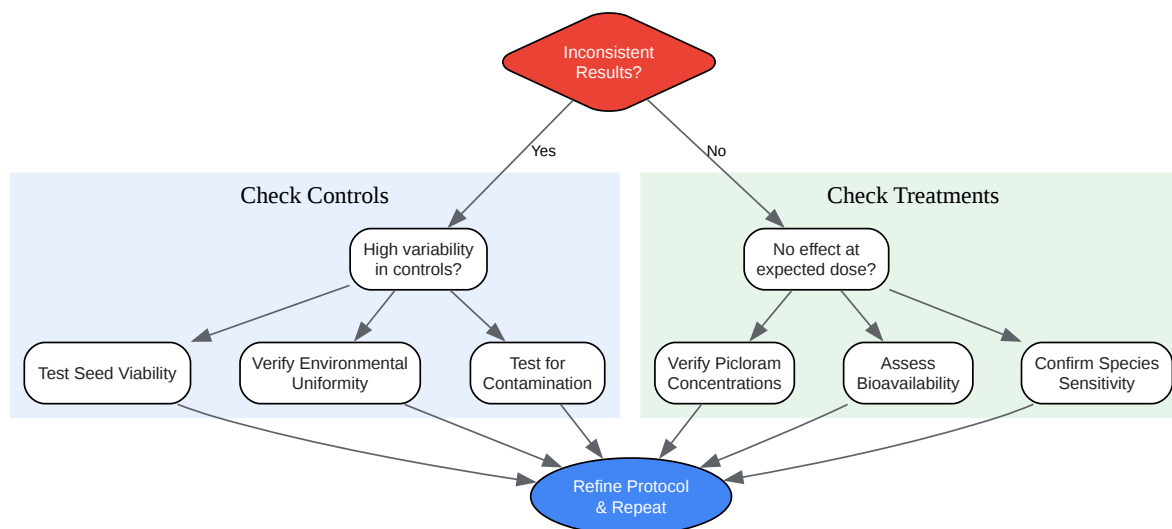 Inconsistent
Results?
Yes
No
Check Controls
Check Treatments
High variability
in controls?
No effect at
expected dose?
Test Seed Viability
Verify Environmental
Uniformity
Test for
Contamination
Verify Picloram
Concentrations
Assess
Bioavailability
Confirm Species
Sensitivity
Refine Protocol
& Repeat